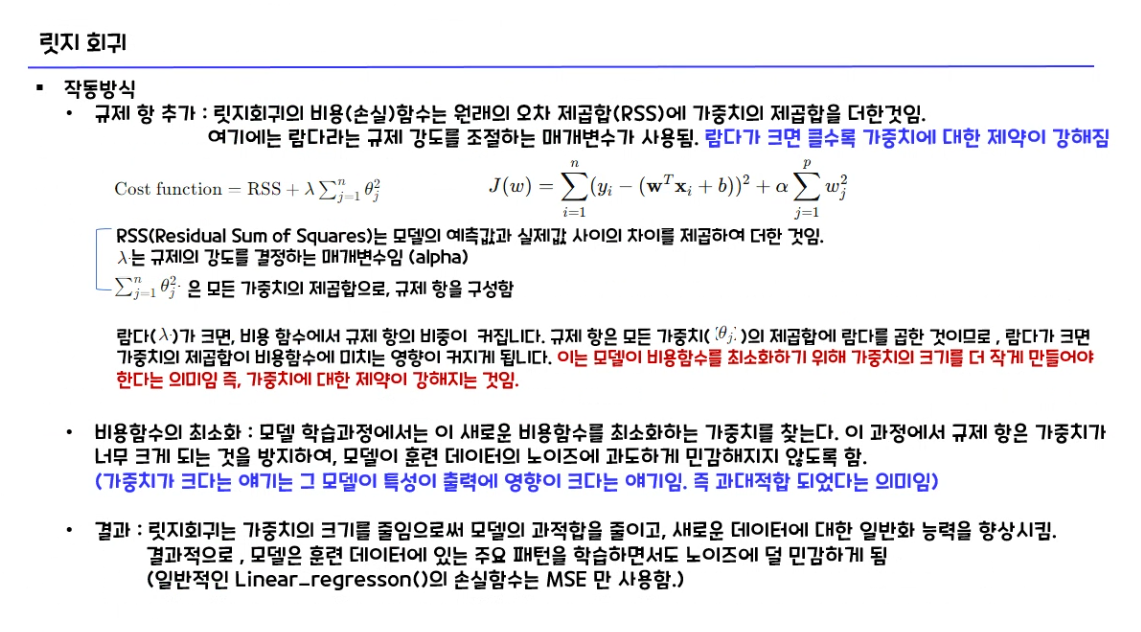 릿지 회귀
▪ 작동방식
• 규제 항 추가 : 릿지회귀의 비용(손실)함수는 원래의 오차 제곱합(RSS)에 가중치의 제곱합을 더한것임.
여기에는 람다라는 규제 강도를 조절하는 매개변수가 사용됨. 람다가 크면 클수록 가중치에 대한 제약이 강해짐
Cost function = RSS + λ∑_{j=1}^{n} θ_j^2
J(w) = ∑_{i=1}^{n} (y_i − (w^T x_i + b))^2 + α ∑_{j=1}^{p} w_j^2
RSS(Residual Sum of Squares)는 모델의 예측값과 실제값 사이의 차이를 제곱하여 더한 것임.
λ는 규제의 강도를 결정하는 매개변수임 (alpha)
∑_{j=1}^{n} θ_j^2 은 모든 가중치의 제곱합으로, 규제 항을 구성함
람다(λ)가 크면, 비용 함수에서 규제 항의 비중이 커집니다. 규제 항은 모든 가중치( θ_j )의 제곱합에 람다를 곱한 것이므로 , 람다가 크면
가중치의 제곱합이 비용함수에 미치는 영향이 커지게 됩니다. 이는 모델이 비용함수를 최소화하기 위해 가중치의 크기를 더 작게 만들어야
한다는 의미임 즉, 가중치에 대한 제약이 강해지는 것임.
• 비용함수의 최소화 : 모델 학습과정에서는 이 새로운 비용함수를 최소화하는 가중치를 찾는다. 이 과정에서 규제 항은 가중치가
너무 크게 되는 것을 방지하여, 모델이 훈련 데이터의 노이즈에 과도하게 민감해지지 않도록 함.
(가중치가 크다는 얘기는 그 모델이 특성이 출력에 영향이 크다는 얘기임. 즉 과대적합 되었다는 의미임)
• 결과 : 릿지회귀는 가중치의 크기를 줄임으로써 모델의 과적합을 줄이고, 새로운 데이터에 대한 일반화 능력을 향상시킴.
결과적으로 , 모델은 훈련 데이터에 있는 주요 패턴을 학습하면서도 노이즈에 덜 민감하게 됨
(일반적인 Linear_regresson()의 손실함수는 MSE 만 사용함.)